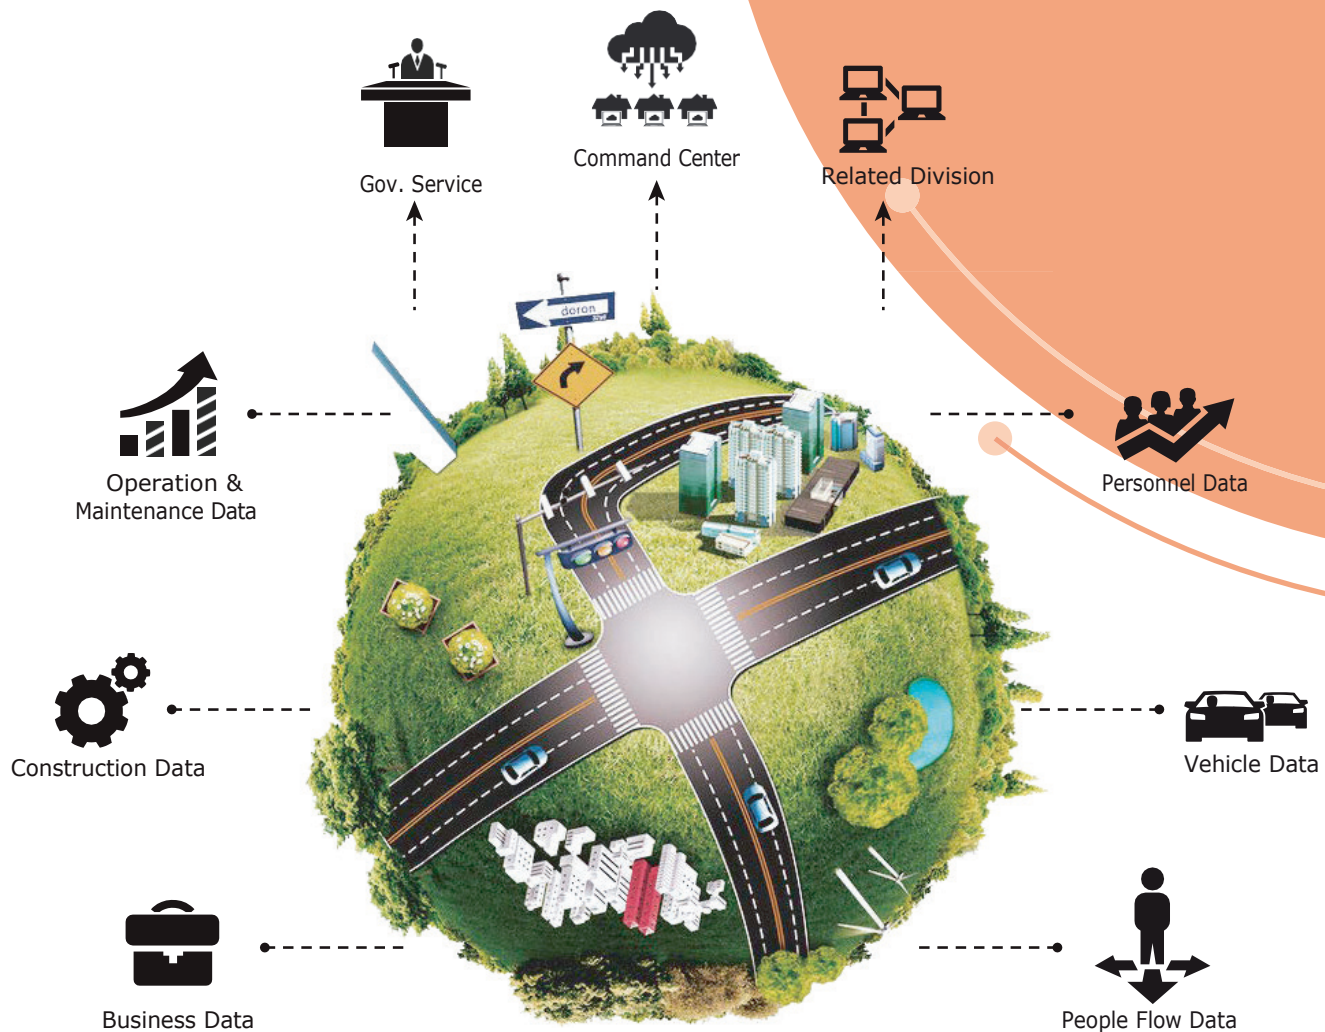 Command Center
Gov. Service
Related Division
doron
Operation &
Maintenance Data
Personnel Data
Construction Data
Vehicle Data
Business Data
People Flow Data